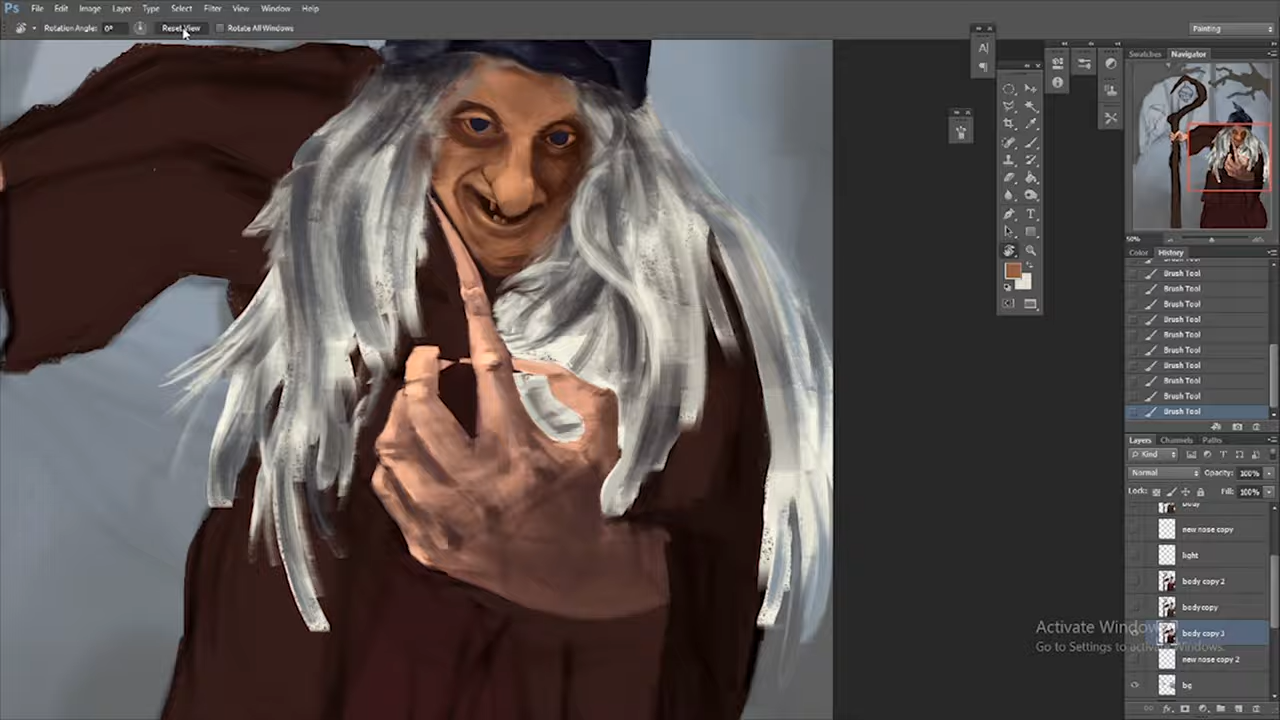 Ps File Edit Image Layer Type Select Filter View Window Help
Rotation Angle: 0° Reset View Rotate All Windows
Painting
Swatches Navigator
50%
Color History
Brush Tool
Brush Tool
Brush Tool
Brush Tool
Brush Tool
Brush Tool
Brush Tool
Brush Tool
Brush Tool
Brush Tool
Layers Channels Paths
Kind
Normal Opacity: 100%
Lock: Fill: 100%
body
new nose copy
light
body copy 2
body copy
body copy 3
new nose copy 2
bg
Activate Windows
Go to Settings to activate Windows.